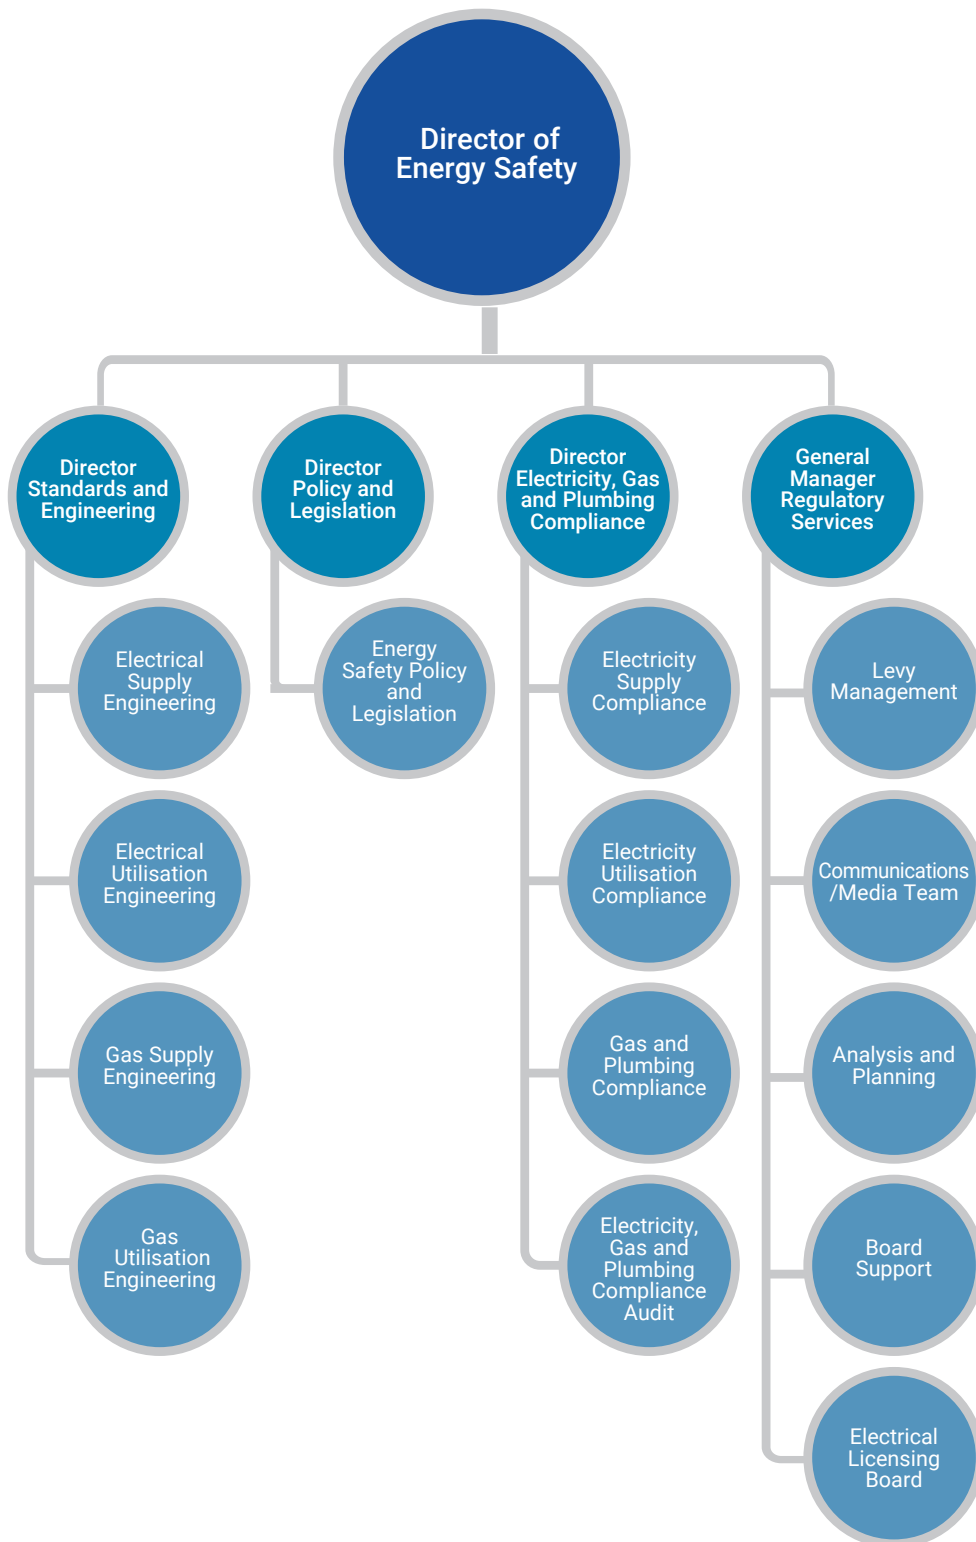 Director of
Energy Safety
Director
Standards and
Engineering
Director
Policy and
Legislation
Director
Electricity, Gas
and Plumbing
Compliance
General
Manager
Regulatory
Services
Electrical
Supply
Engineering
Electrical
Utilisation
Engineering
Gas Supply
Engineering
Gas
Utilisation
Engineering
Energy
Safety Policy
and
Legislation
Electricity
Supply
Compliance
Electricity
Utilisation
Compliance
Gas and
Plumbing
Compliance
Electricity,
Gas and
Plumbing
Compliance
Audit
Levy
Management
Communications
/Media Team
Analysis and
Planning
Board
Support
Electrical
Licensing
Board